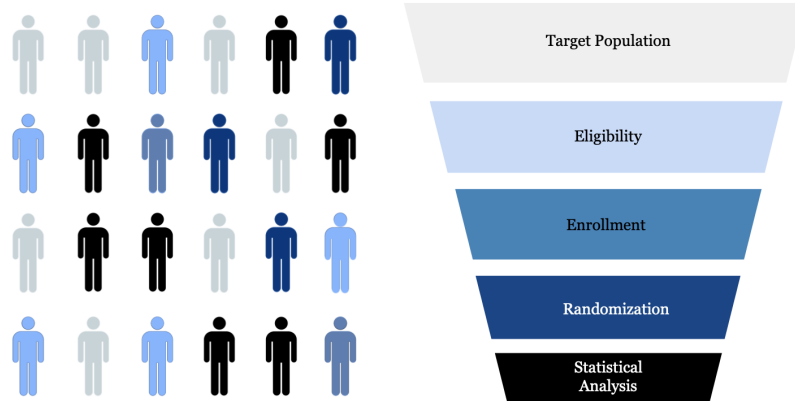 Target Population
Eligibility
Enrollment
Randomization
Statistical
Analysis